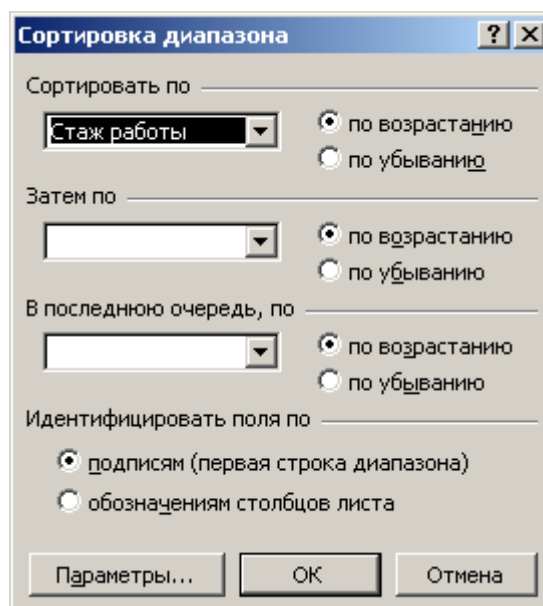 Сортировка диапазона
Сортировать по
Стаж работы
по возрастанию
по убыванию
Затем по
по возрастанию
по убыванию
В последнюю очередь, по
по возрастанию
по убыванию
Идентифицировать поля по
подписям (первая строка диапазона)
обозначениям столбцов листа
Параметры... ОК Отмена